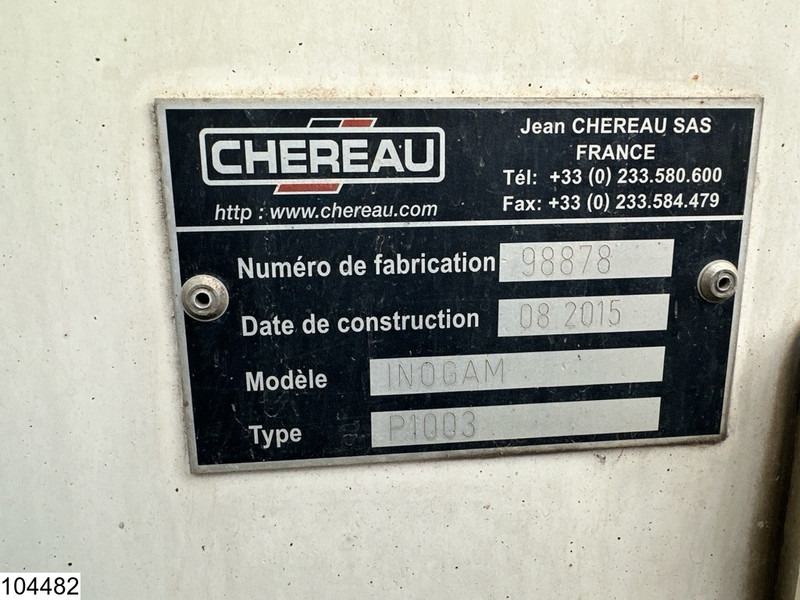 CHEREAU
http : www.chereau.com
Jean CHEREAU SAS
FRANCE
Tél: +33 (0) 233.580.600
Fax: +33 (0) 233.584.479
Numéro de fabrication 98878
Date de construction 08 2015
Modèle INOGAM
Type P1003
104482